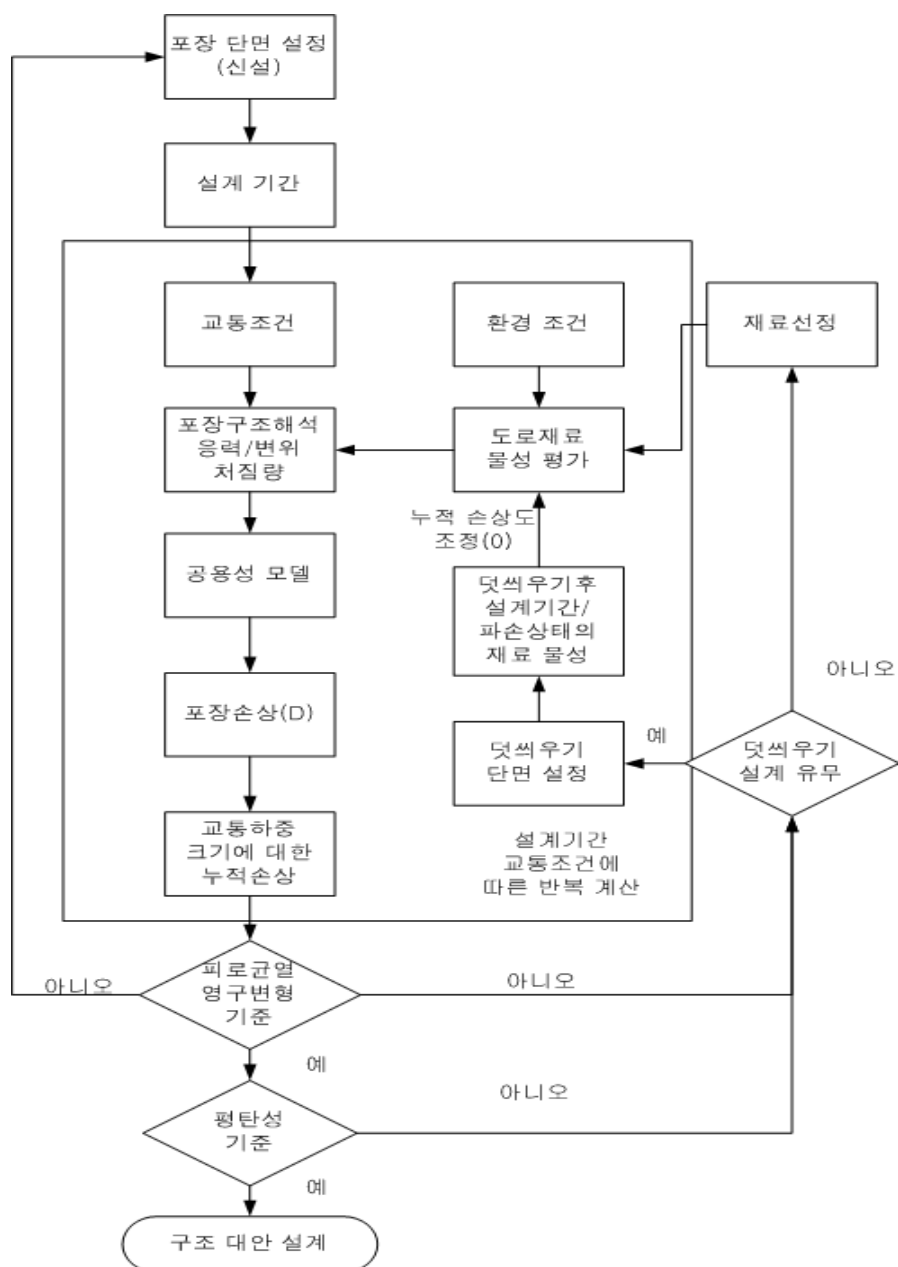 포장 단면 설정
(신설)
설계 기간
교통조건
환경 조건
재료선정
포장구조해석
응력/변위
처짐량
도로재료
물성 평가
누적 손상도
조정(0)
공용성 모델
덧씌우기후
설계기간/
파손상태의
재료 물성
아니오
포장손상(D)
덧씌우기
단면 설정
예
덧씌우기
설계 유무
교통하중
크기에 대한
누적손상
설계기간
교통조건에
따른 반복 계산
아니오
피로균열
영구변형
기준
아니오
예
평탄성
기준
아니오
예
구조 대안 설계